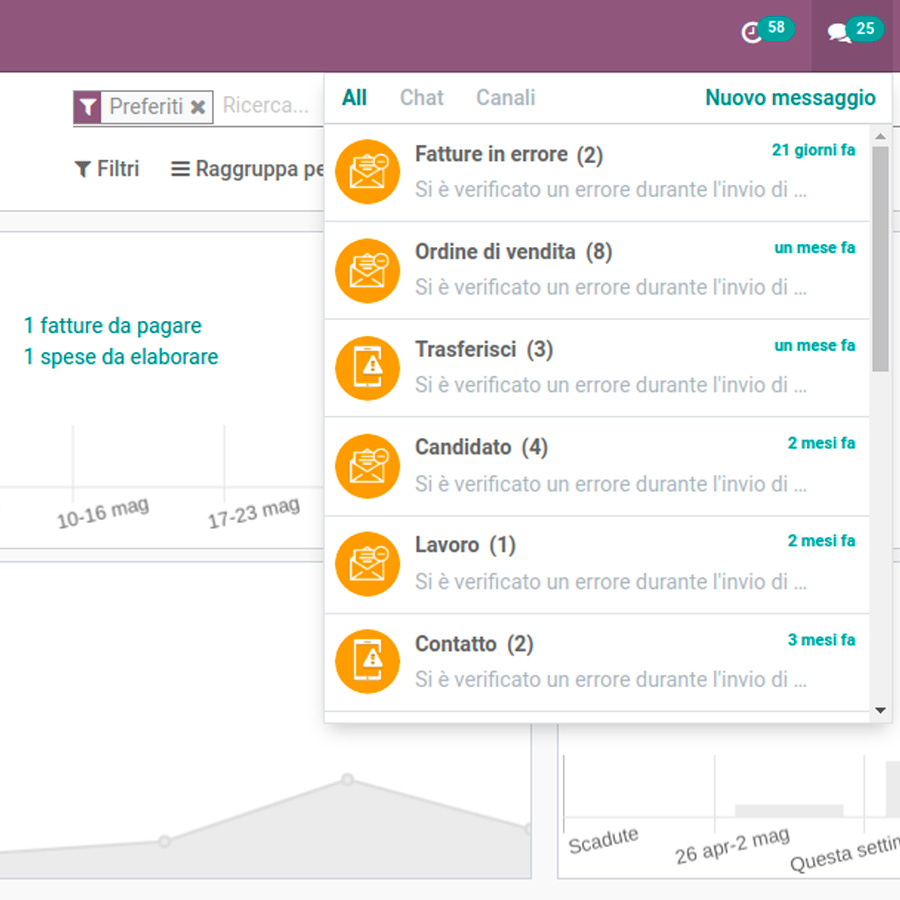 58
25
Preferiti
Ricerca...
Filtri
Raggruppa pe
All
Chat
Canali
Nuovo messaggio
Fatture in errore (2)
21 giorni fa
Si è verificato un errore durante l'invio di ...
Ordine di vendita (8)
un mese fa
Si è verificato un errore durante l'invio di ...
Trasferisci (3)
un mese fa
Si è verificato un errore durante l'invio di ...
Candidato (4)
2 mesi fa
Si è verificato un errore durante l'invio di ...
Lavoro (1)
2 mesi fa
Si è verificato un errore durante l'invio di ...
Contatto (2)
3 mesi fa
Si è verificato un errore durante l'invio di ...
1 fatture da pagare
1 spese da elaborare
10-16 mag
17-23 mag
Scadute
26 apr-2 mag
Questa settin